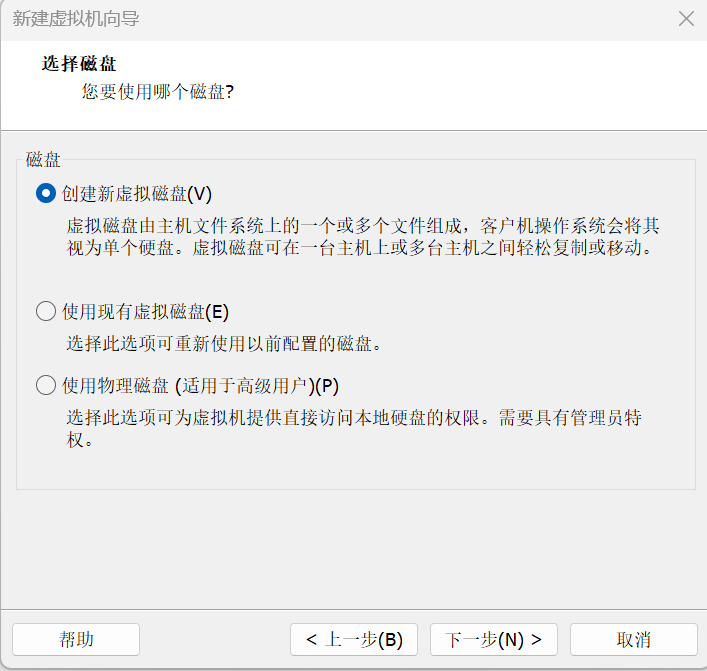 新建虚拟机向导
选择磁盘
您要使用哪个磁盘?
磁盘
创建新虚拟磁盘(V)
虚拟磁盘由主机文件系统上的一个或多个文件组成，客户机操作系统会将其
视为单个硬盘。虚拟磁盘可在一台主机上或多台主机之间轻松复制或移动。
使用现有虚拟磁盘(E)
选择此选项可重新使用以前配置的磁盘。
使用物理磁盘 (适用于高级用户)(P)
选择此选项可为虚拟机提供直接访问本地硬盘的权限。需要具有管理员特
权。
帮助
< 上一步(B)
下一步(N) >
取消